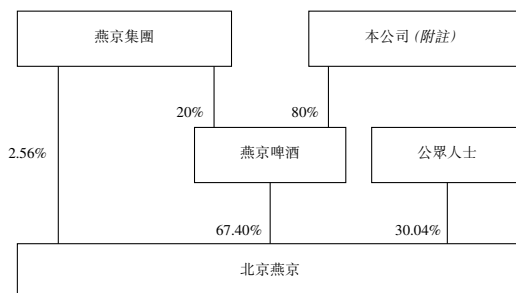 燕京集團
本公司 (附註)
20%
80%
2.56%
燕京啤酒
公眾人士
67.40%
30.04%
北京燕京